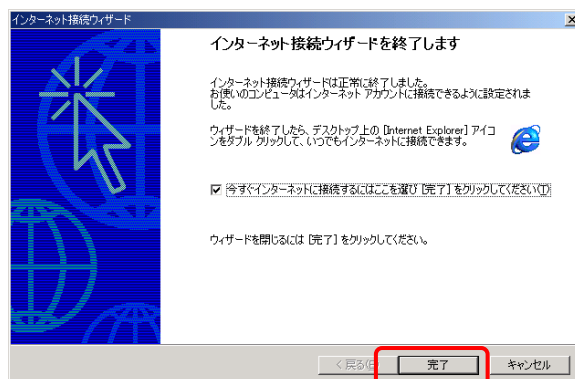 インターネット接続ウィザード
インターネット接続ウィザードを終了します
インターネット接続ウィザードは正常に終了しました。
お使いのコンピュータはインターネット アカウントに接続できるように設定されま
した。
ウィザードを終了したら、デスクトップ上の [Internet Explorer] アイコ
ンをダブル クリックして、いつでもインターネットに接続できます。
今すぐインターネットに接続するにはここを選び [完了] をクリックしてください(T)
ウィザードを閉じるには [完了] をクリックしてください。
< 戻る(B) 完了 キャンセル